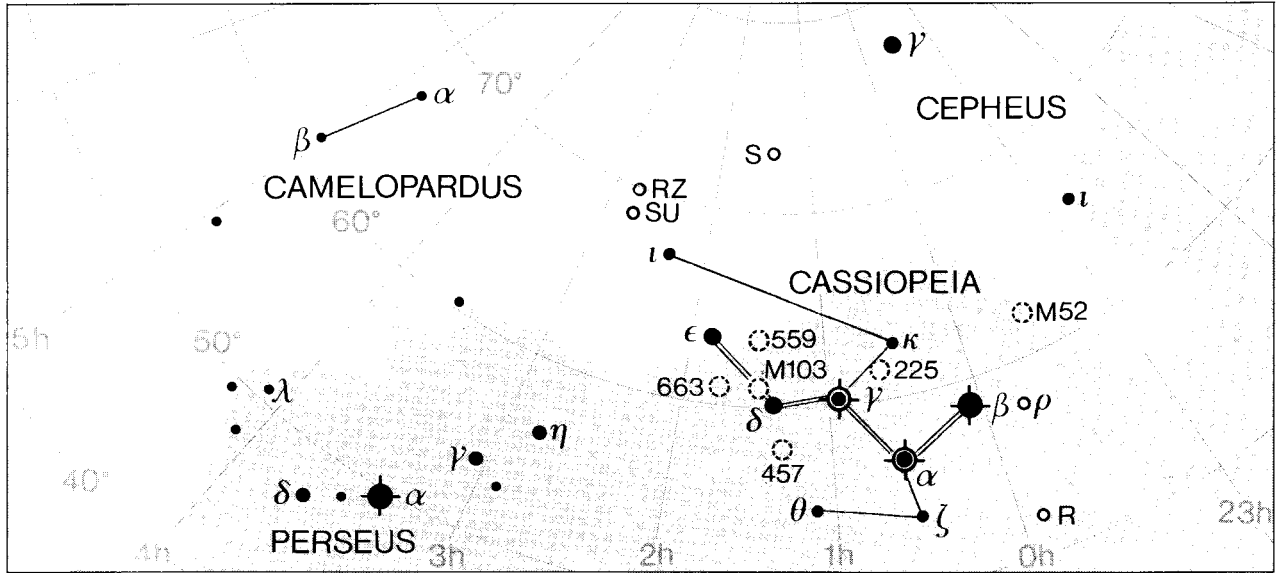 γ
70°
α
CEPHEUS
β
S
CAMELOPARDUS
RZ
ι
SU
60°
ι
CASSIOPEIA
M52
5h
50°
ε
559
κ
M103
225
663
λ
γ
β
ρ
δ
η
γ
457
α
40°
δ
α
θ
ζ
R
23h
PERSEUS
4h
3h
2h
1h
0h